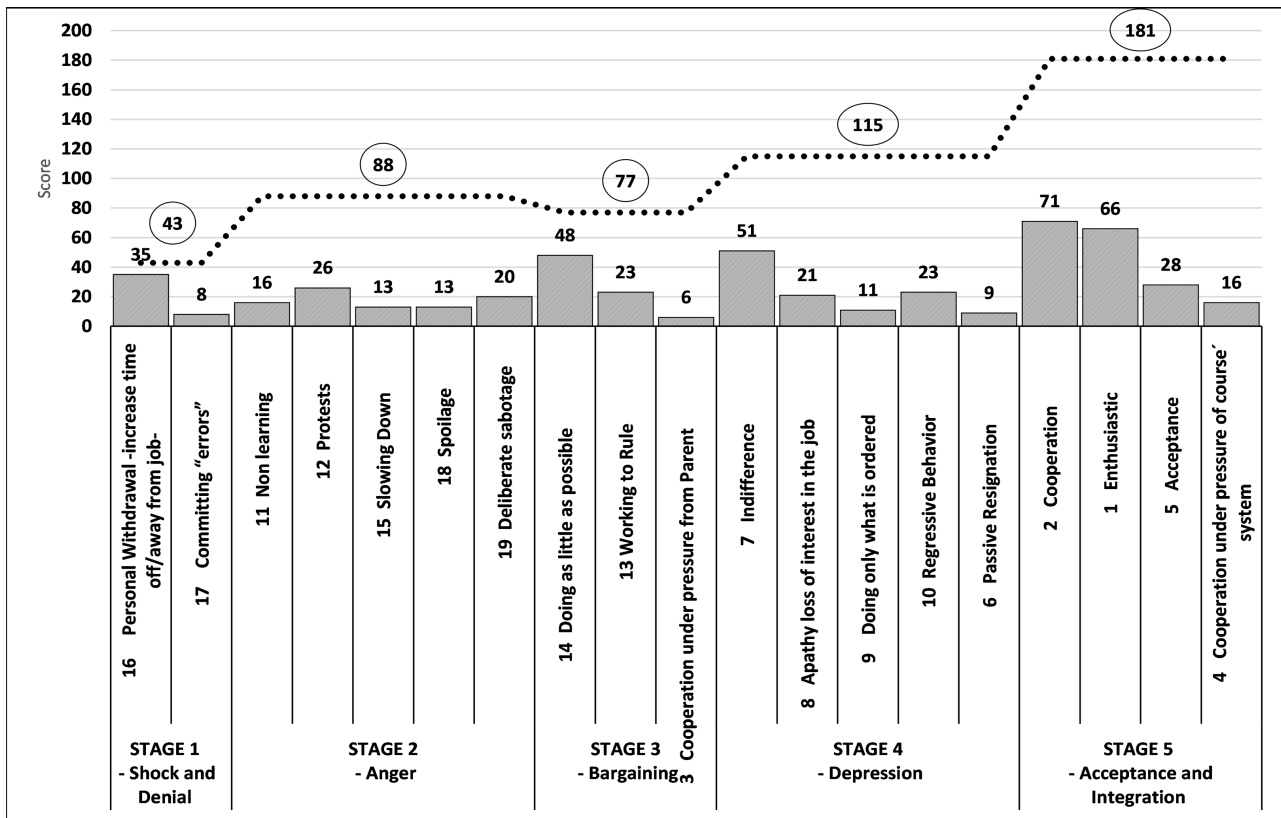 200
180
160
140
120
100
80
60
40
20
0
Score
43
88
77
115
181
35
8
16
26
13
13
20
48
23
6
51
21
11
23
9
71
66
28
16
16 Personal Withdrawal -increase time
off/away from job-
17 Committing “errors”
11 Non learning
12 Protests
15 Slowing Down
18 Spoilage
19 Deliberate sabotage
14 Doing as little as possible
13 Working to Rule
3 Cooperation under pressure from Parent
7 Indifference
8 Apathy loss of interest in the job
9 Doing only what is ordered
10 Regressive Behavior
6 Passive Resignation
2 Cooperation
1 Enthusiastic
5 Acceptance
4 Cooperation under pressure of course´
system
STAGE 1
- Shock and
Denial
STAGE 2
- Anger
STAGE 3
- Bargaining
STAGE 4
- Depression
STAGE 5
- Acceptance and
Integration